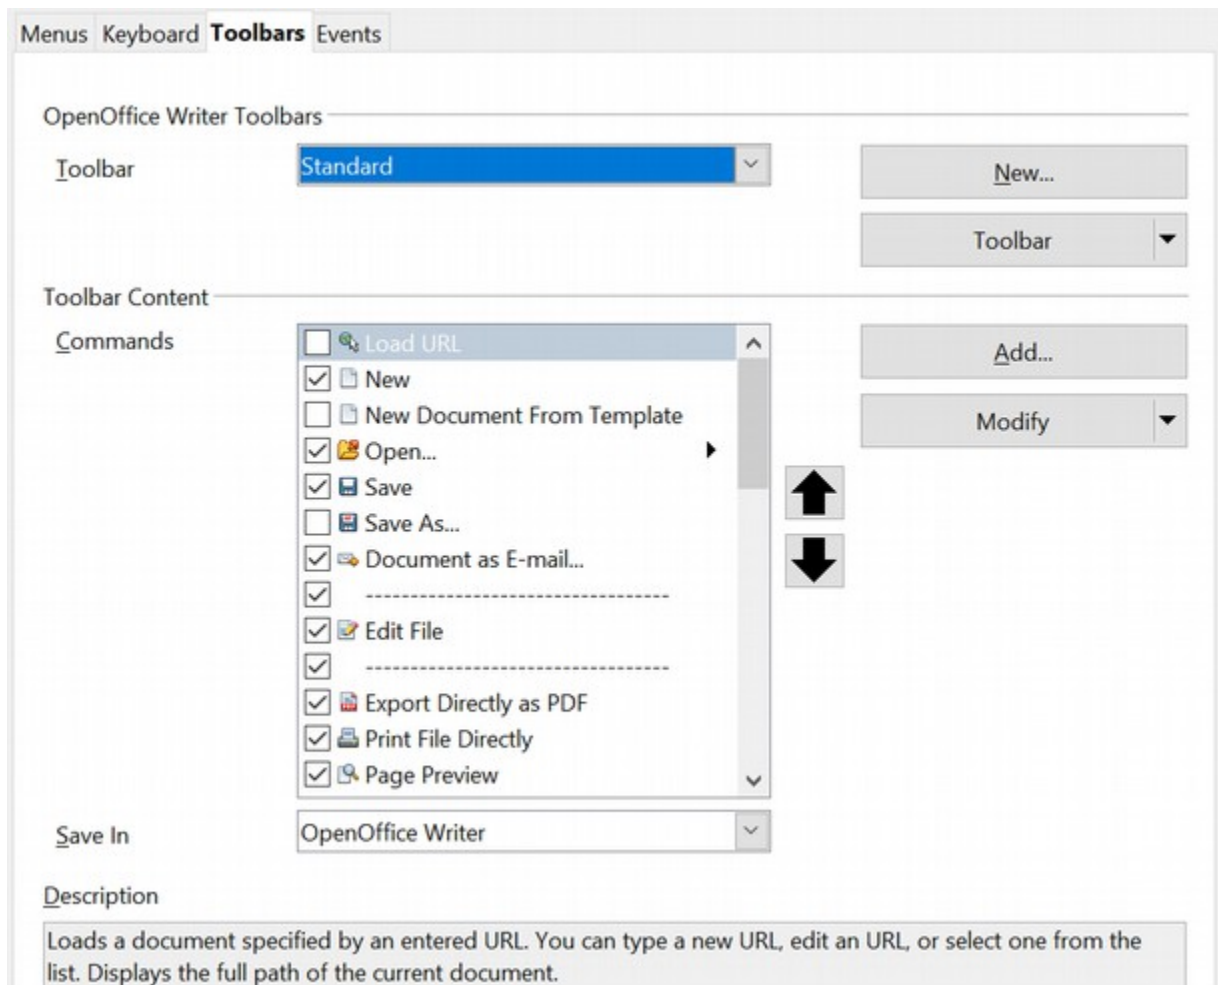 Menus Keyboard Toolbars Events
OpenOffice Writer Toolbars
Toolbar Standard New...
Toolbar
Toolbar Content
Commands Load URL Add...
New
New Document From Template Modify
Open...
Save
Save As...
Document as E-mail...
----------------------------------
Edit File
----------------------------------
Export Directly as PDF
Print File Directly
Page Preview
Save In OpenOffice Writer
Description
Loads a document specified by an entered URL. You can type a new URL, edit an URL, or select one from the
list. Displays the full path of the current document.